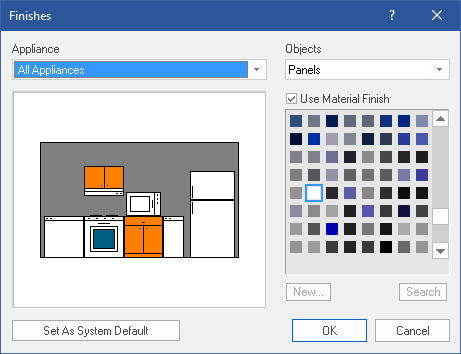 Finishes
?
Appliance
All Appliances
Objects
Panels
Use Material Finish
New...
Search
Set As System Default
OK
Cancel